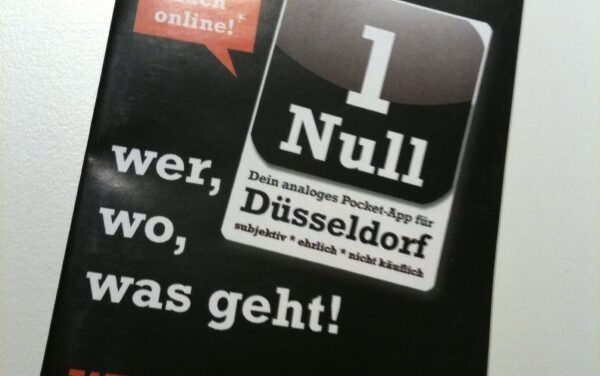 online!*
1
Null
Dein analoges Pocket-App für
Düsseldorf
subjektiv * ehrlich * nicht käuflich
wer,
wo,
was geht!